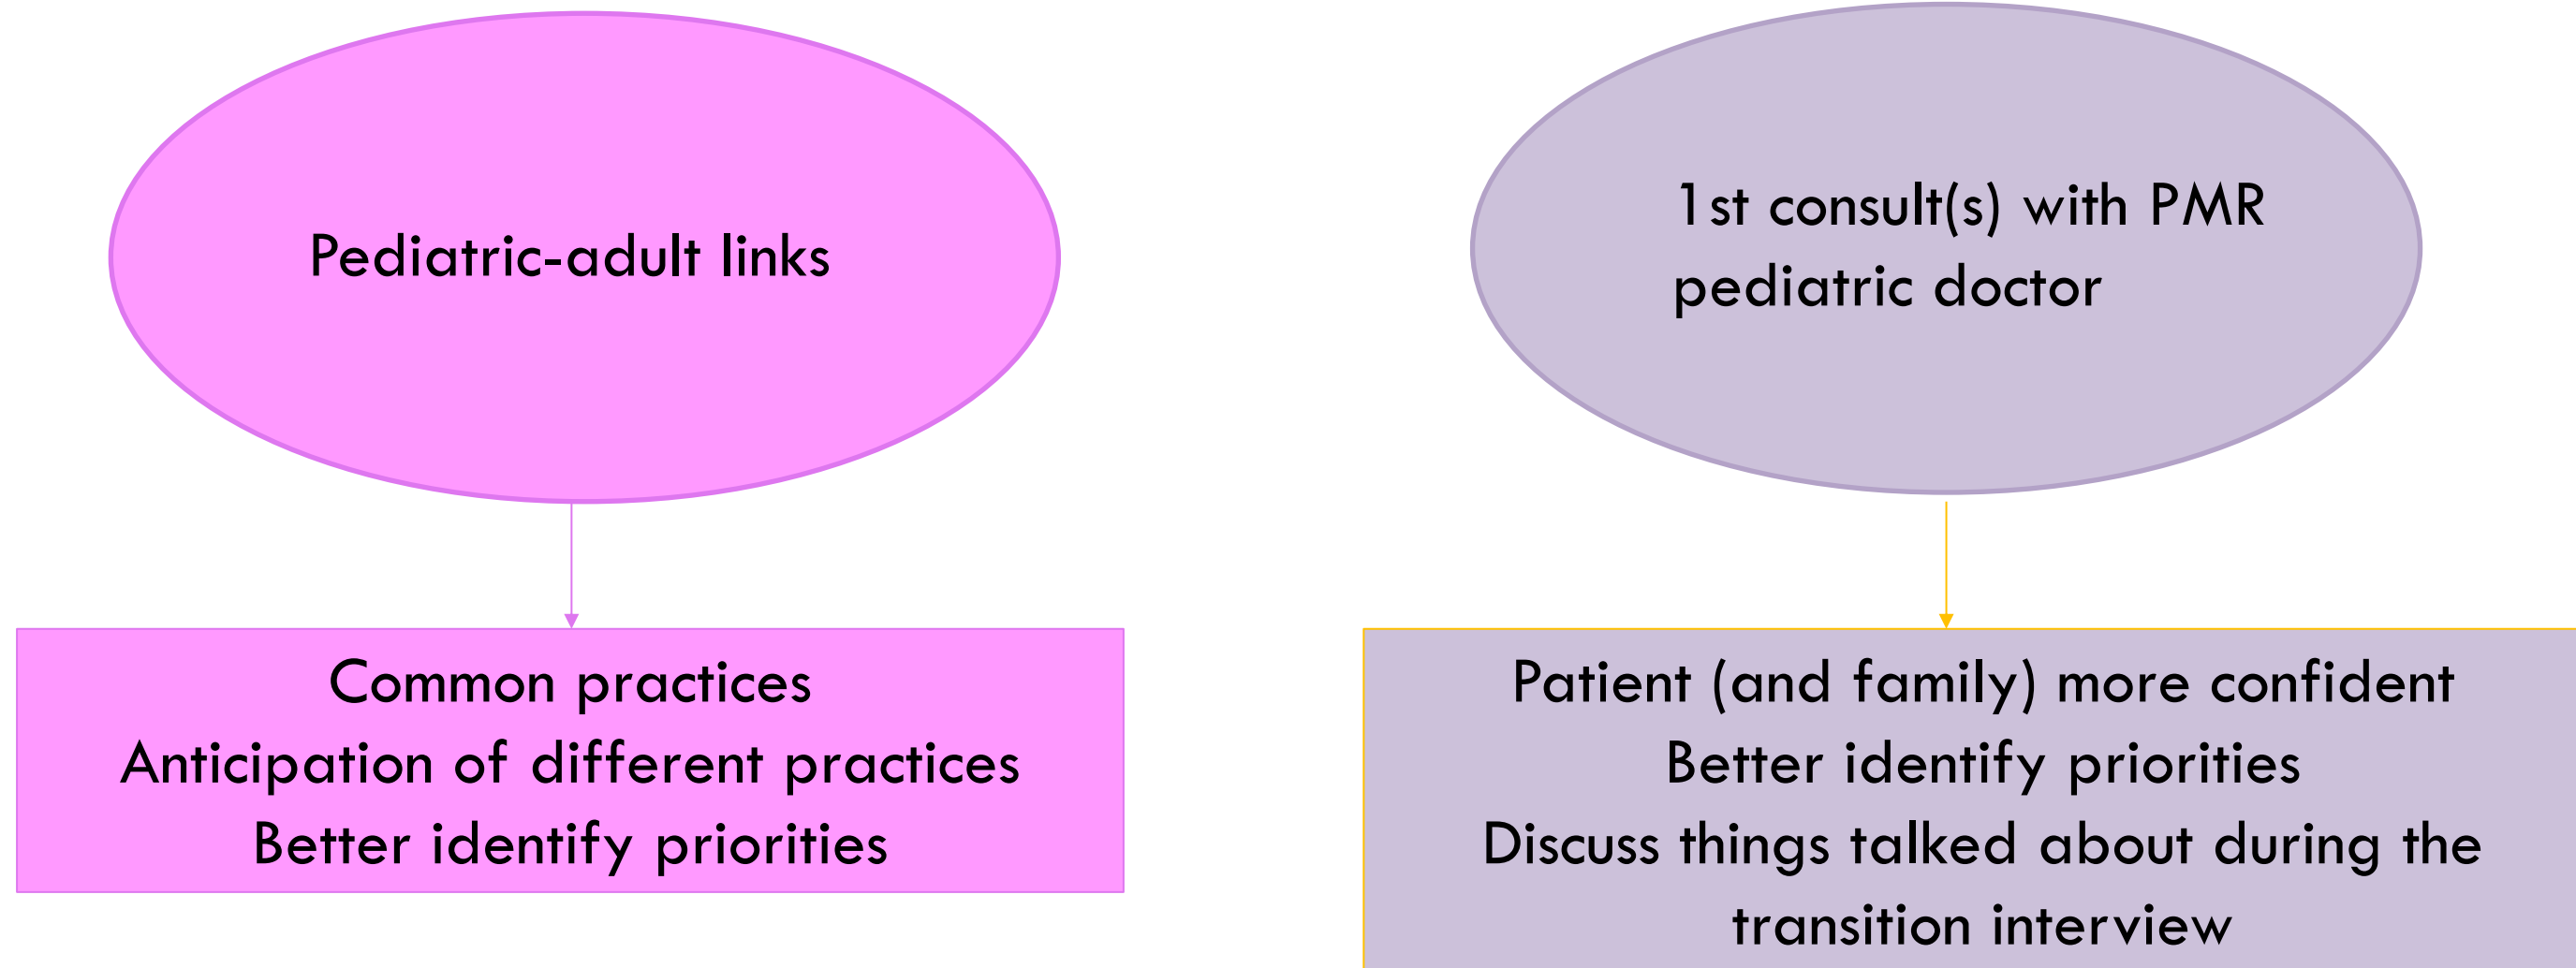 Pediatric-adult links
1st consult(s) with PMR
pediatric doctor
Common practices
Anticipation of different practices
Better identify priorities
Patient (and family) more confident
Better identify priorities
Discuss things talked about during the
transition interview